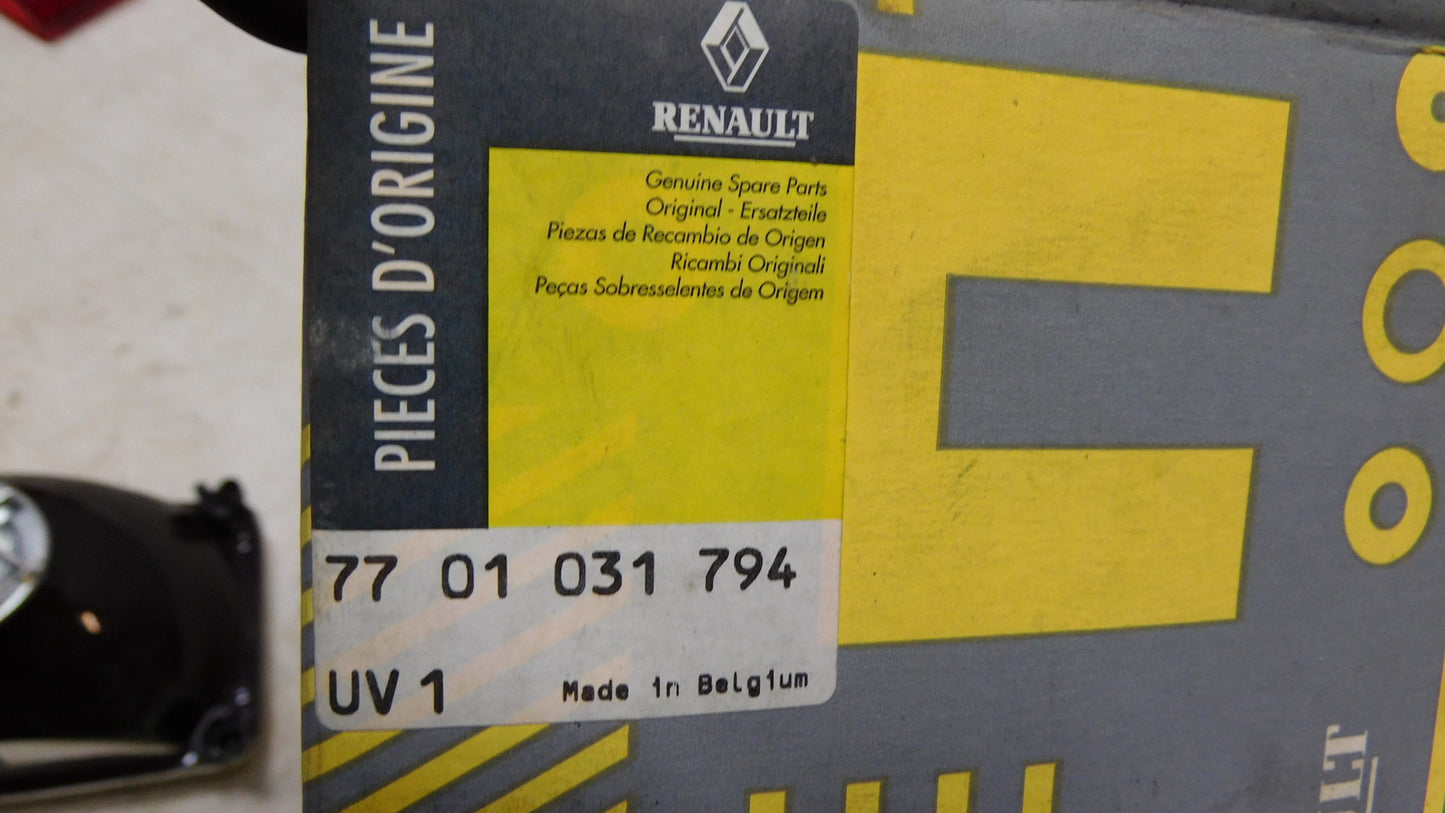 PIECES D'ORIGINE
RENAULT
Genuine Spare Parts
Original - Ersatzteile
Piezas de Recambio de Origen
Ricambi Originali
Peças Sobresselentes de Origem
77 01 031 794
UV 1 Made in Belgium